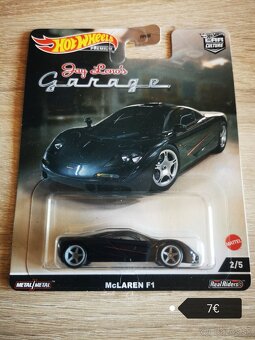 HOT WHEELS
PREMIUM
CAR
CULTURE
Jay Leno's
Garage
MATTEL
2/5
METAL/METAL
McLAREN F1
Real Riders
7€